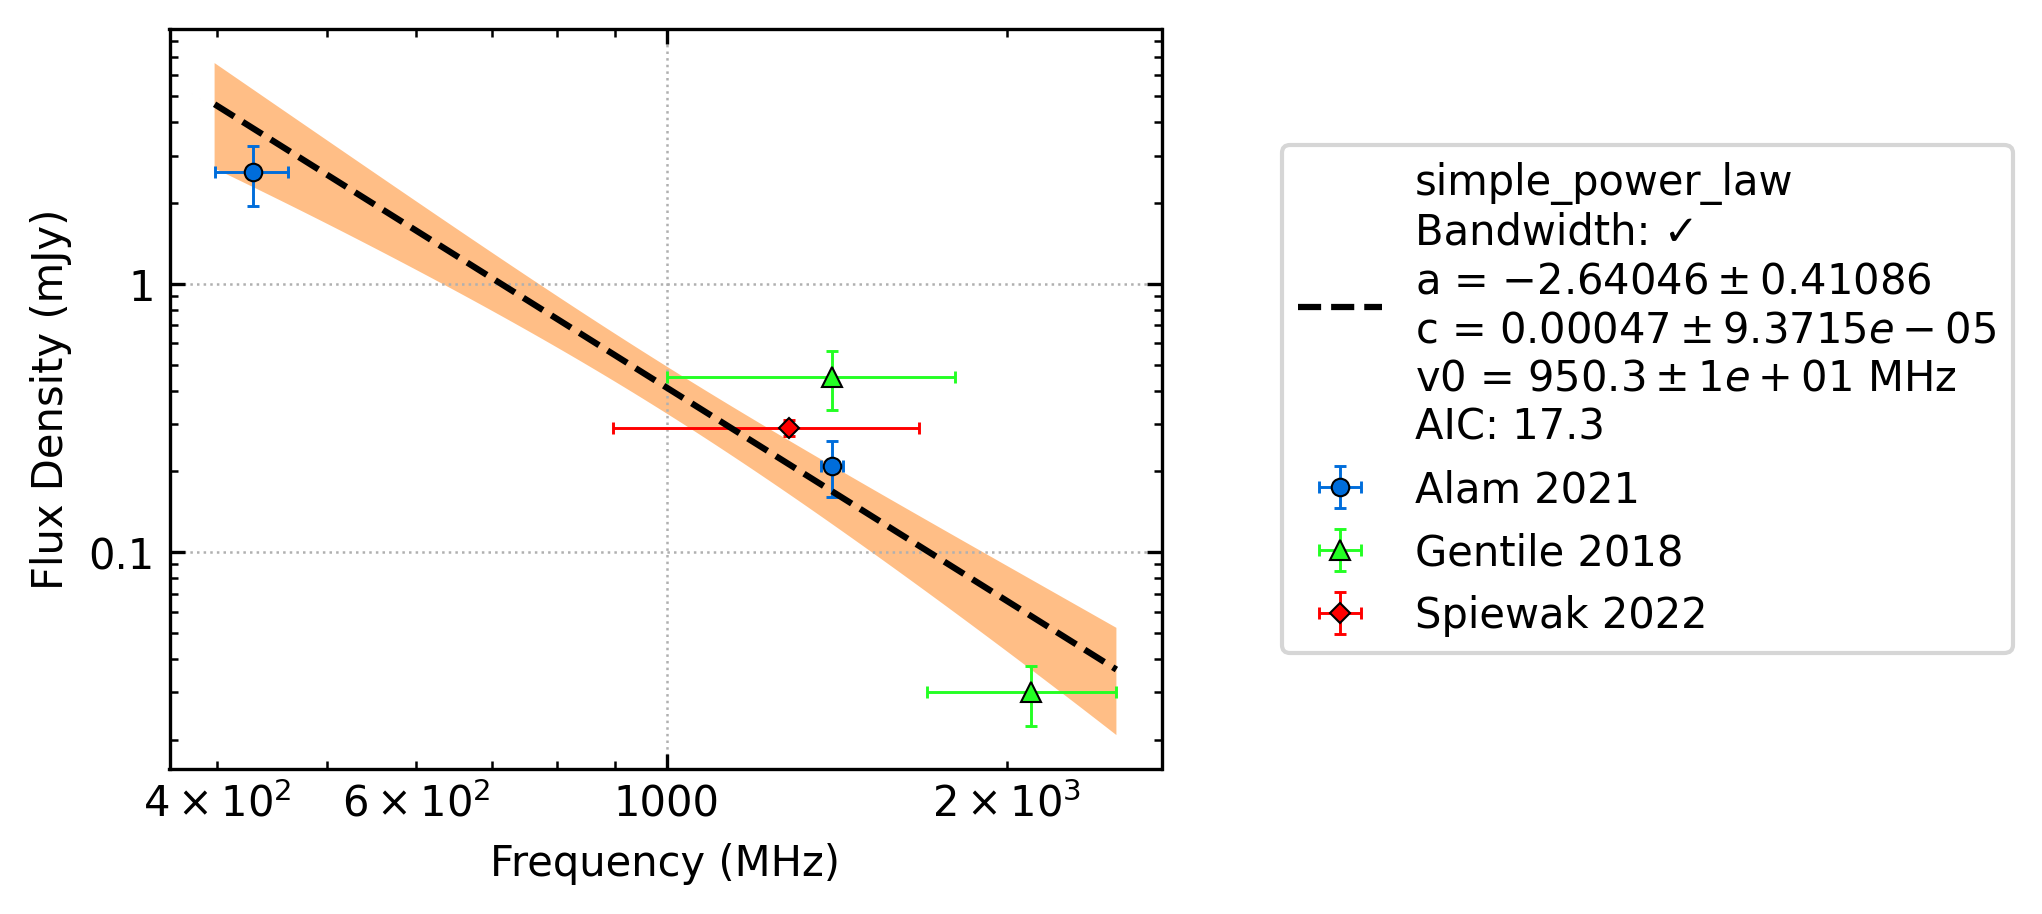 1
0.1
Flux Density (mJy)
4 × 10²
6 × 10²
1000
2 × 10³
Frequency (MHz)
simple_power_law
Bandwidth: ✓
a = −2.64046 ± 0.41086
c = 0.00047 ± 9.3715e − 05
v0 = 950.3 ± 1e + 01 MHz
AIC: 17.3
Alam 2021
Gentile 2018
Spiewak 2022